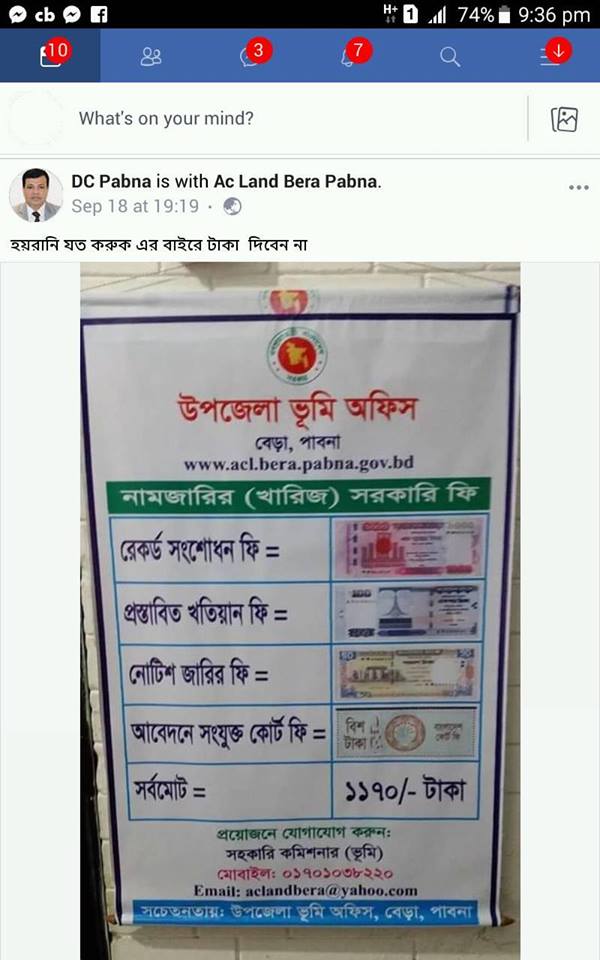 cb
H+
1
74%
9:36 pm
10
3
7
What's on your mind?
DC Pabna is with Ac Land Bera Pabna.
Sep 18 at 19:19
হয়রানি যত করুক এর বাইরে টাকা দিবেন না
উপজেলা ভূমি অফিস
বেড়া, পাবনা
www.acl.bera.pabna.gov.bd
নামজারির (খারিজ) সরকারি ফি
রেকর্ড সংশোধন ফি =
প্রস্তাবিত খতিয়ান ফি =
100
নোটিশ জারির ফি =
আবেদনে সংযুক্ত কোর্ট ফি =
বিশ
টাকা
বাংলাদেশ
কোর্ট ফি
সর্বমোট =
১১৭০/- টাকা
প্রয়োজনে যোগাযোগ করুন:
সহকারি কমিশনার (ভূমি)
মোবাইল: ০১৭০১০৩৮২২০
Email: aclandbera@yahoo.com
সচেতনতায়: উপজেলা ভূমি অফিস, বেড়া, পাবনা